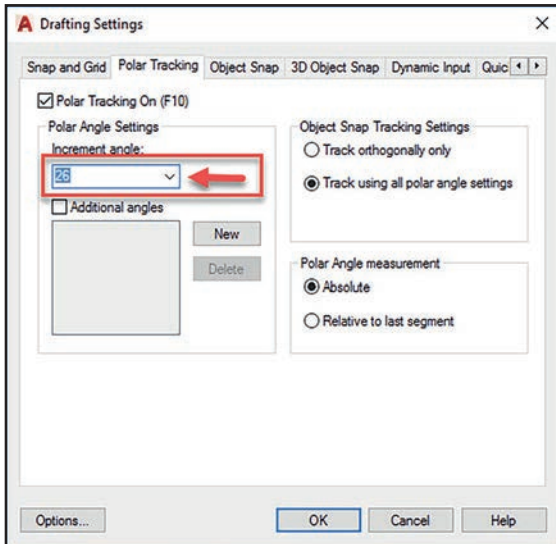 A Drafting Settings
Snap and Grid Polar Tracking Object Snap 3D Object Snap Dynamic Input Quic
Polar Tracking On (F10)
Polar Angle Settings
Increment angle:
26
Additional angles
New
Delete
Object Snap Tracking Settings
Track orthogonally only
Track using all polar angle settings
Polar Angle measurement
Absolute
Relative to last segment
Options... OK Cancel Help